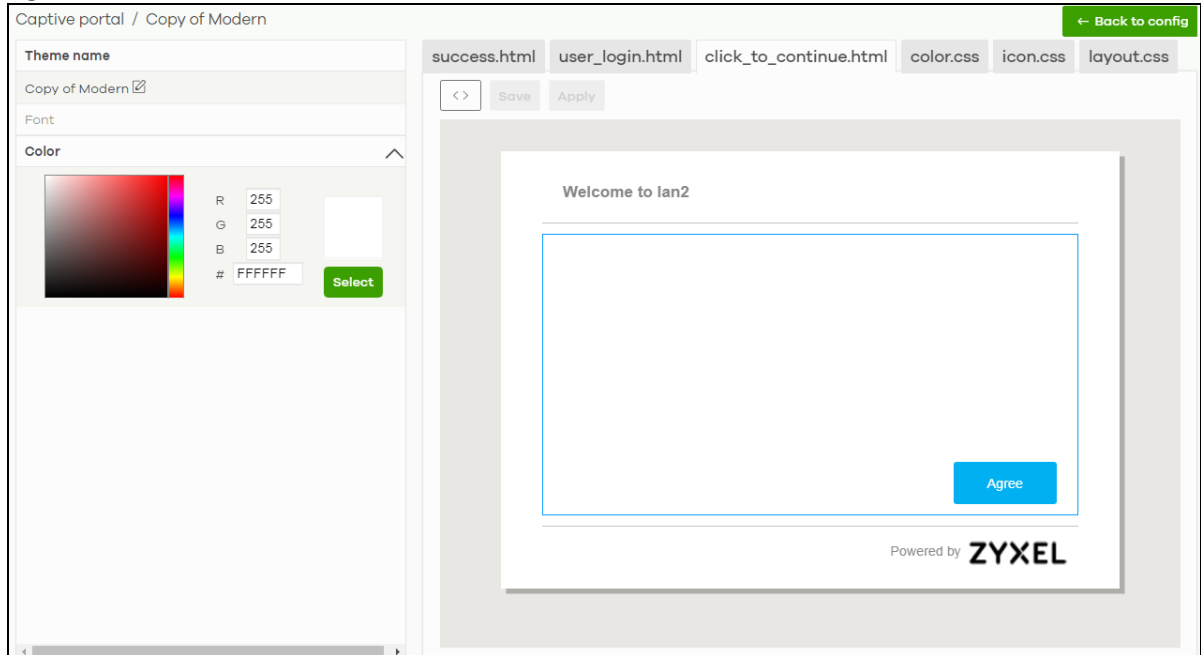 Captive portal / Copy of Modern
← Back to config
Theme name
Copy of Modern
Font
Color
R 255
G 255
B 255
# FFFFFF
Select
success.html user_login.html click_to_continue.html color.css icon.css layout.css
<> Save Apply
Welcome to lan2
Agree
Powered by ZYXEL